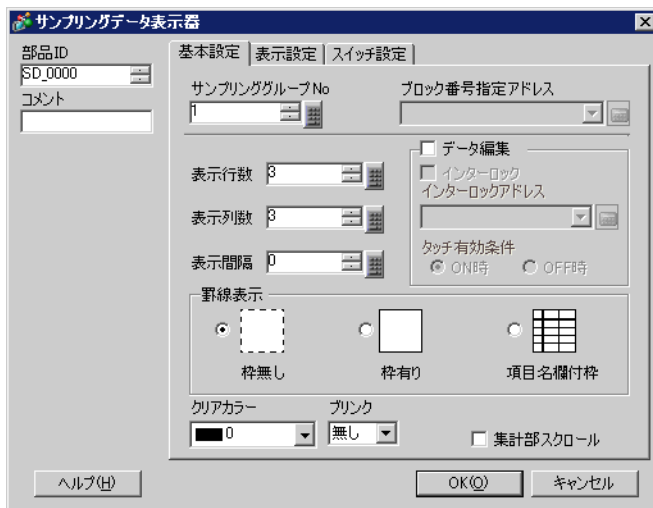 サンプリングデータ表示器
部品ID
SD_0000
コメント
基本設定 表示設定 スイッチ設定
サンプリンググループNo
1
ブロック番号指定アドレス
表示行数 3
表示列数 3
表示間隔 0
データ編集
インターロック
インターロックアドレス
タッチ有効条件
ON時 OFF時
罫線表示
枠無し 枠有り 項目名欄付枠
クリアカラー ブリンク
0 無し
集計部スクロール
ヘルプ(H) OK(O) キャンセル